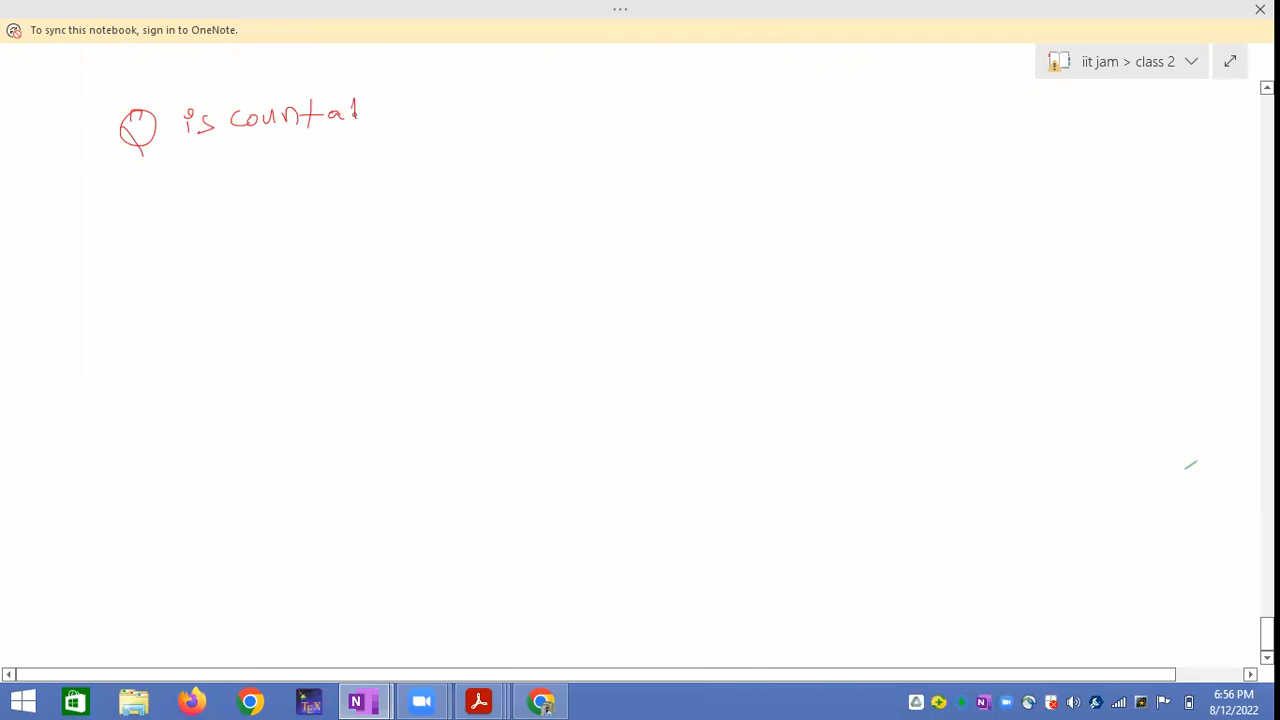 To sync this notebook, sign in to OneNote.
iit jam > class 2
Q is countal
6:56 PM
8/12/2022